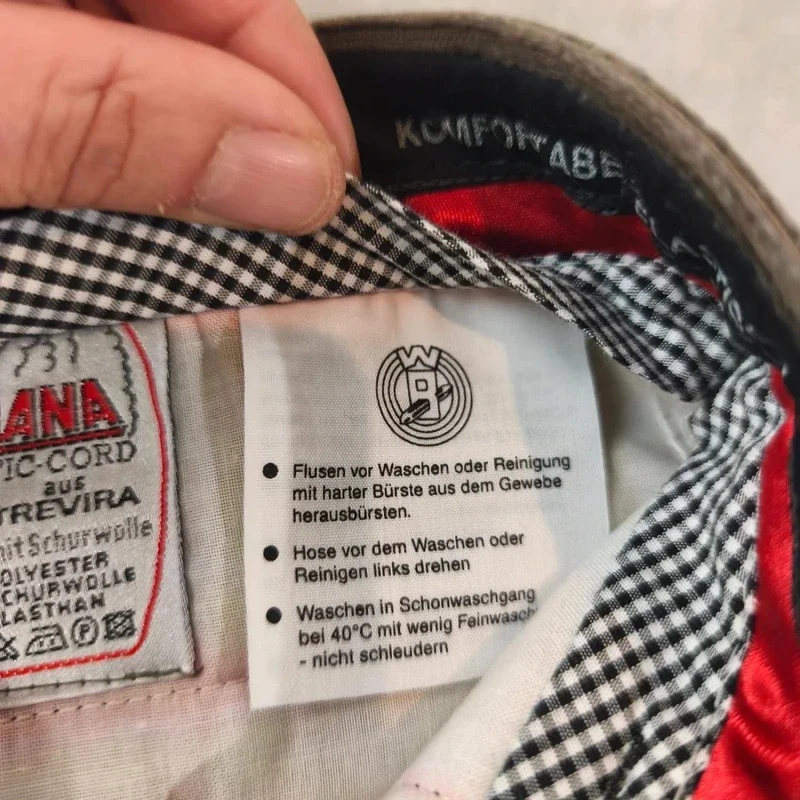 KOMFORTABE
ANA
IC-CORD
aus
TREVIRA
mit Schurwolle
OLYESTER
CHURWOLLE
LASTHAN
W
● Flusen vor Waschen oder Reinigung
mit harter Bürste aus dem Gewebe
herausbürsten.
● Hose vor dem Waschen oder
Reinigen links drehen
● Waschen in Schonwaschgang
bei 40°C mit wenig Feinwasch
- nicht schleudern